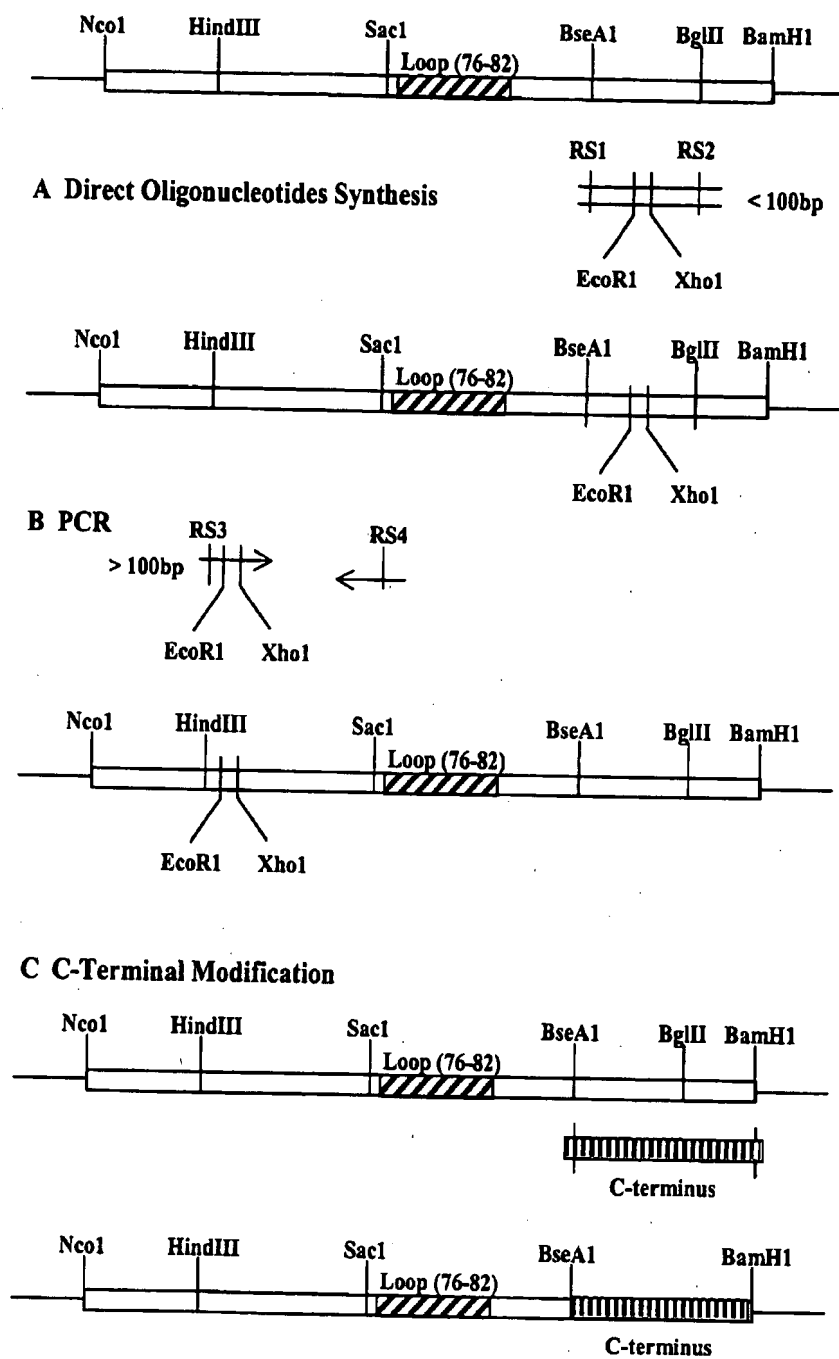 Nco1 HindIII Sac1 BseA1 BglII BamH1
Loop (76-82)
RS1 RS2
A Direct Oligonucleotides Synthesis
< 100bp
EcoR1 Xho1
Nco1 HindIII Sac1 BseA1 BglII BamH1
Loop (76-82)
EcoR1 Xho1
B PCR
RS3 RS4
> 100bp
EcoR1 Xho1
Nco1 HindIII Sac1 BseA1 BglII BamH1
Loop (76-82)
EcoR1 Xho1
C C-Terminal Modification
Nco1 HindIII Sac1 BseA1 BglII BamH1
Loop (76-82)
C-terminus
Nco1 HindIII Sac1 BseA1 BamH1
Loop (76-82)
C-terminus